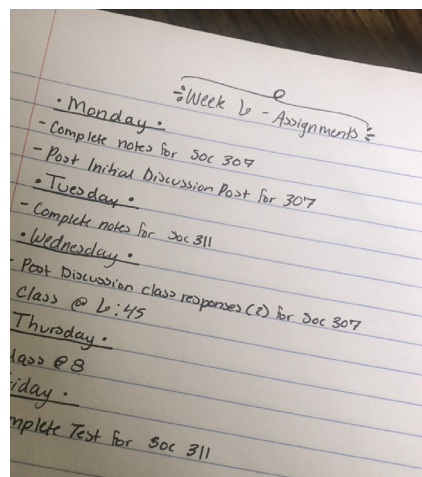 Week 6 - Assignments
• Monday •
- Complete notes for Soc 307
- Post Initial Discussion Post for 307
• Tuesday •
- Complete notes for Soc 311
• Wednesday •
- Post Discussion class responses (2) for Soc 307
Class @ 6:45
Thursday •
lass @ 8
iday •
mplete Test for Soc 311